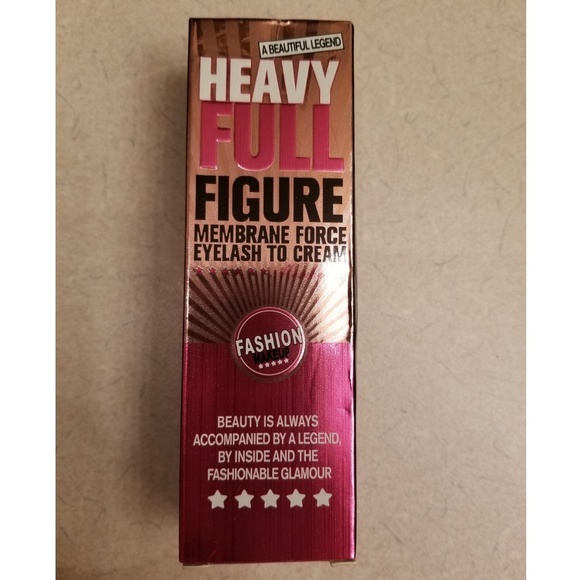 A BEAUTIFUL LEGEND
HEAVY
FULL
FIGURE
MEMBRANE FORCE
EYELASH TO CREAM
FASHION
MAKEUP
BEAUTY IS ALWAYS
ACCOMPANIED BY A LEGEND,
BY INSIDE AND THE
FASHIONABLE GLAMOUR